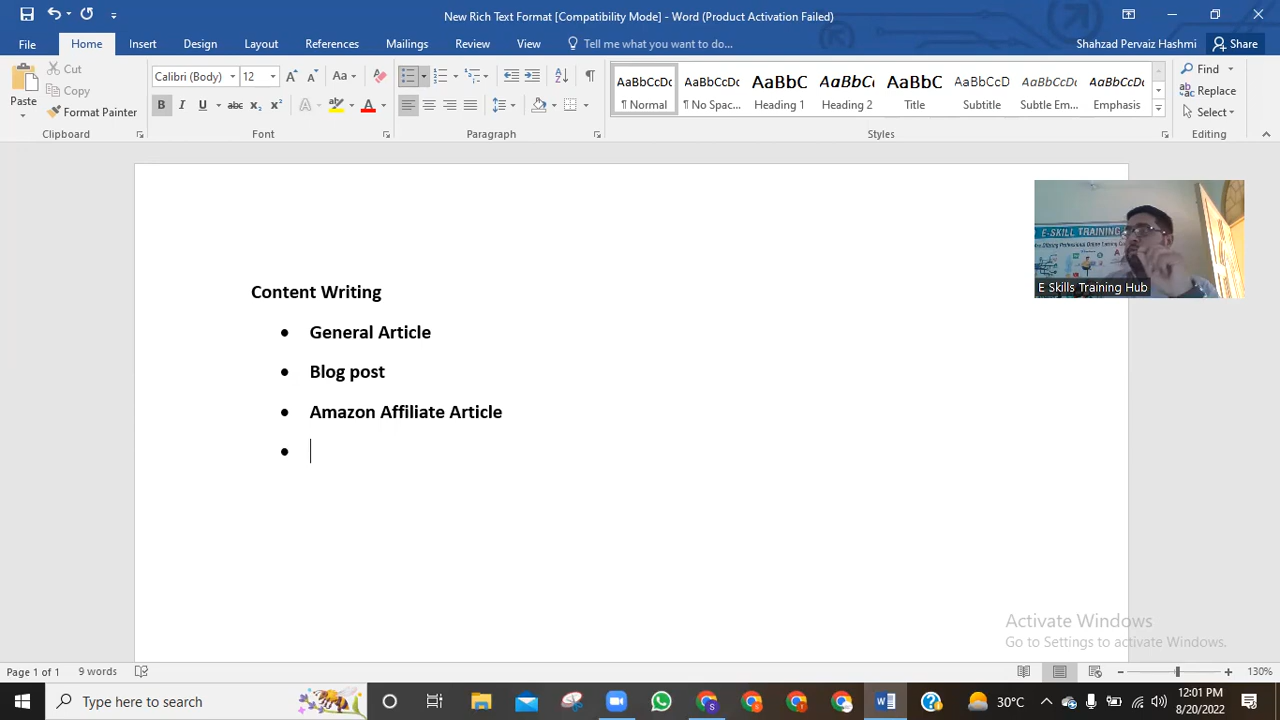 New Rich Text Format [Compatibility Mode] - Word (Product Activation Failed)
File Home Insert Design Layout References Mailings Review View Tell me what you want to do... Shahzad Pervaiz Hashmi Share
Paste
Cut
Copy
Format Painter
Clipboard
Calibri (Body) 12
Font
Paragraph
AaBbCcDc AaBbCcDc AaBbC AaBbCc AaBbC AaBbCcD AaBbCcDc AaBbCcDc
¶ Normal ¶ No Spac... Heading 1 Heading 2 Title Subtitle Subtle Em... Emphasis
Styles
Find
Replace
Select
Editing
E-SKILL TRAINING
E Skills Training Hub
Content Writing
• General Article
• Blog post
• Amazon Affiliate Article
•
Activate Windows
Go to Settings to activate Windows.
Page 1 of 1 9 words 130%
Type here to search
30°C
12:01 PM
8/20/2022